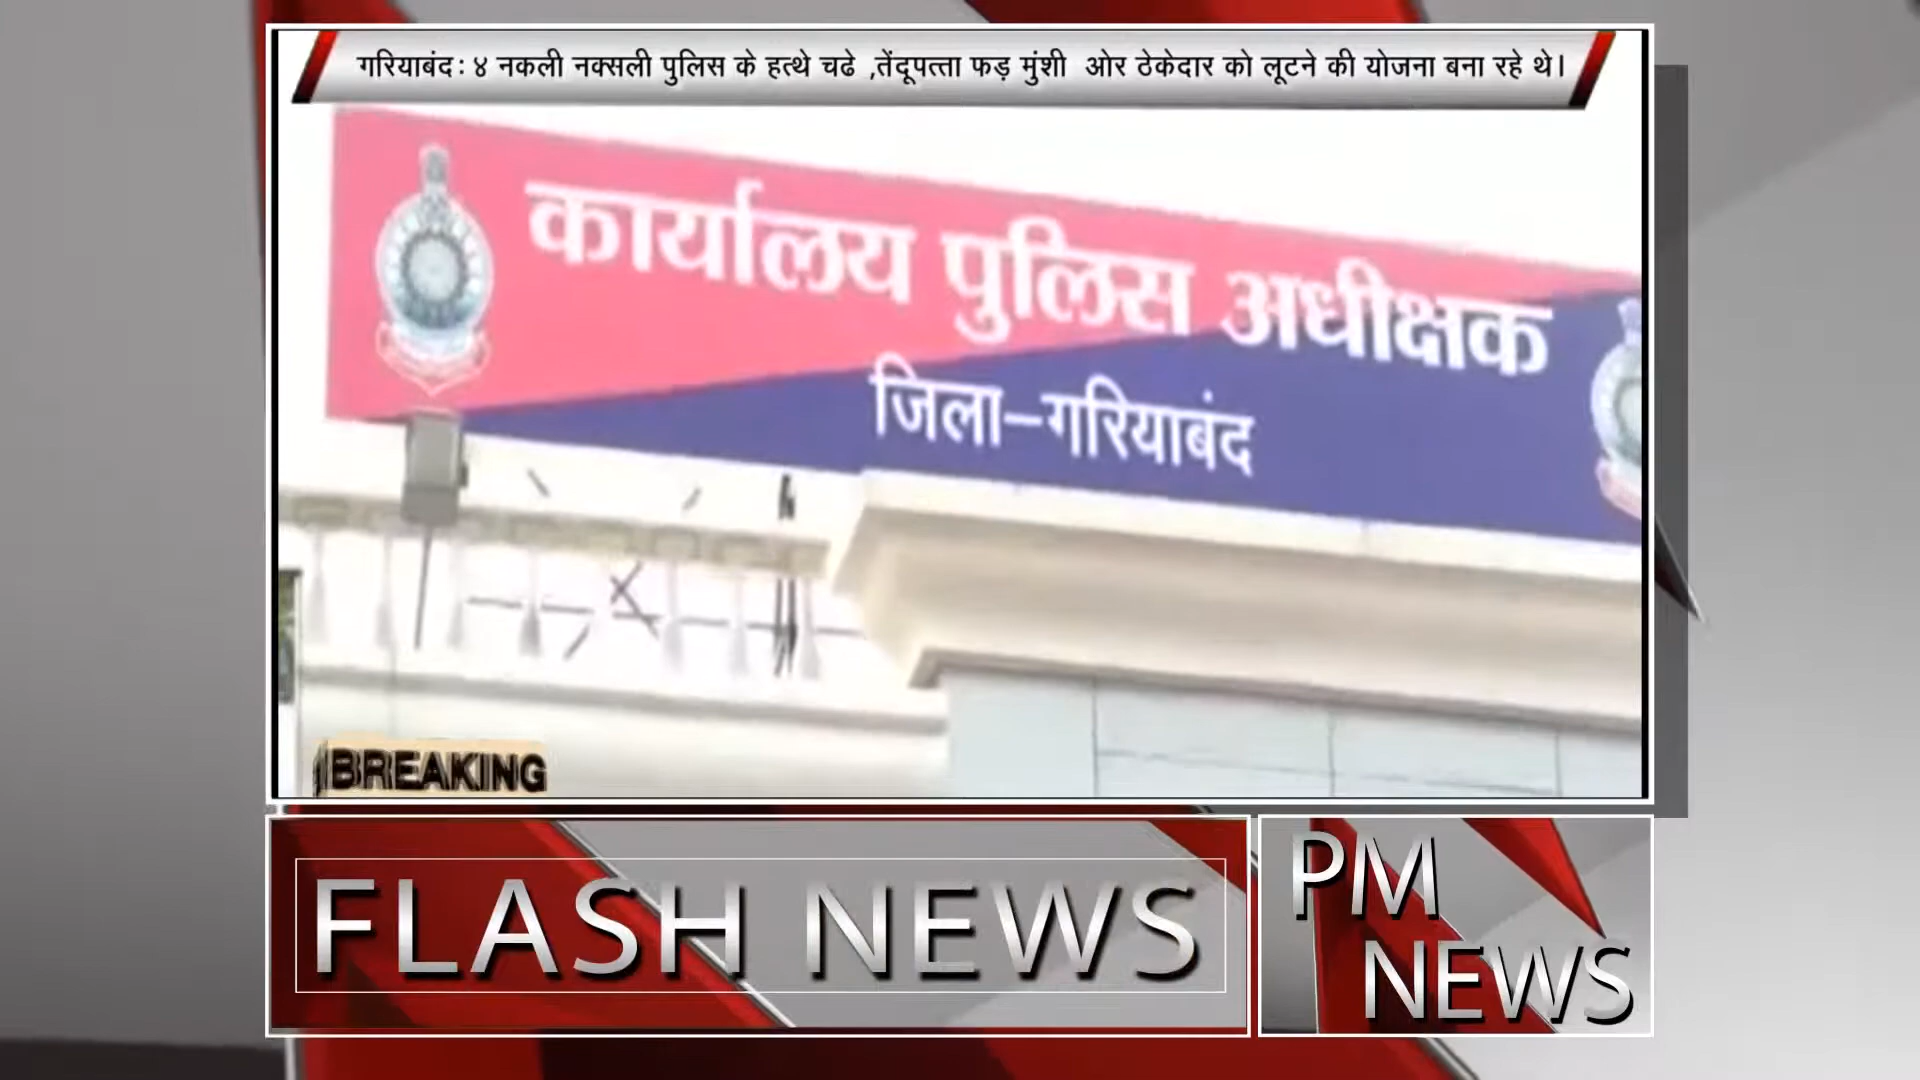 गरियाबंद: ४ नकली नक्सली पुलिस के हत्थे चढे ,तेंदूपत्ता फड़ मुंशी ओर ठेकेदार को लूटने की योजना बना रहे थे।
कार्यालय पुलिस अधीक्षक
जिला-गरियाबंद
BREAKING
FLASH NEWS
PM
NEWS